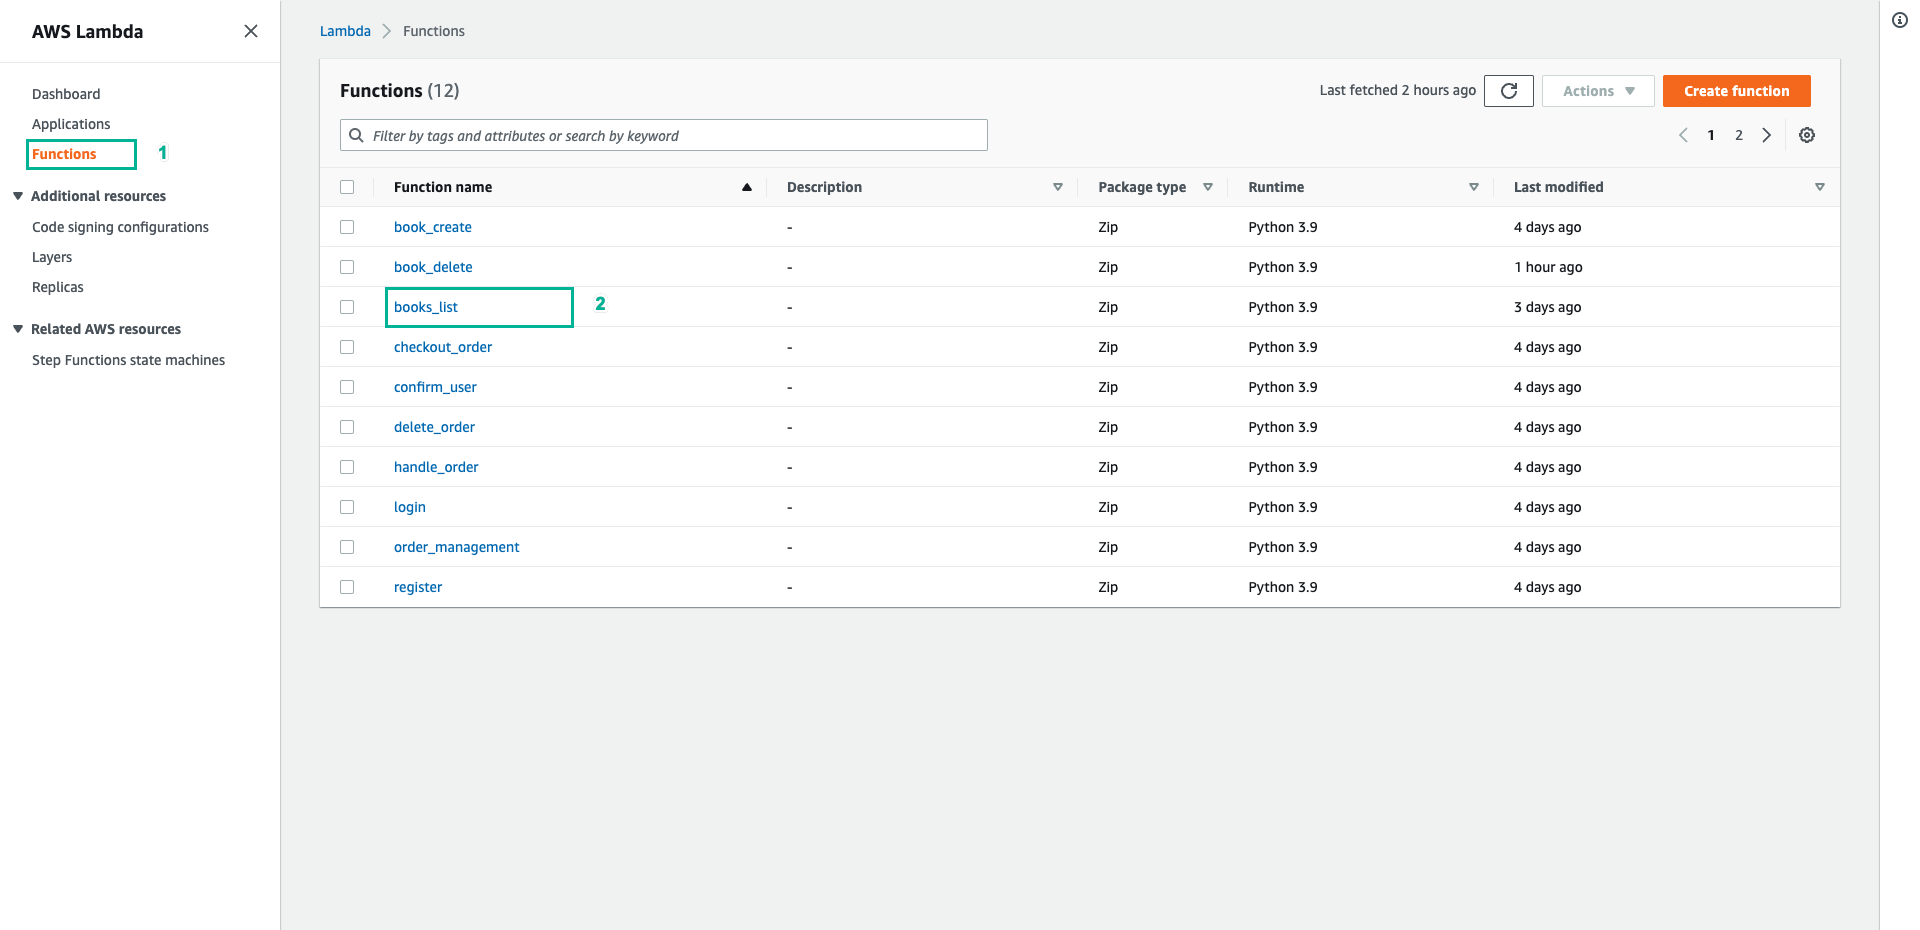 AWS Lambda
Dashboard
Applications
Functions 1
Additional resources
Code signing configurations
Layers
Replicas
Related AWS resources
Step Functions state machines
Lambda Functions
Functions (12) Last fetched 2 hours ago Actions Create function
Filter by tags and attributes or search by keyword 1 2
Function name Description Package type Runtime Last modified
book_create - Zip Python 3.9 4 days ago
book_delete - Zip Python 3.9 1 hour ago
books_list 2 - Zip Python 3.9 3 days ago
checkout_order - Zip Python 3.9 4 days ago
confirm_user - Zip Python 3.9 4 days ago
delete_order - Zip Python 3.9 4 days ago
handle_order - Zip Python 3.9 4 days ago
login - Zip Python 3.9 4 days ago
order_management - Zip Python 3.9 4 days ago
register - Zip Python 3.9 4 days ago